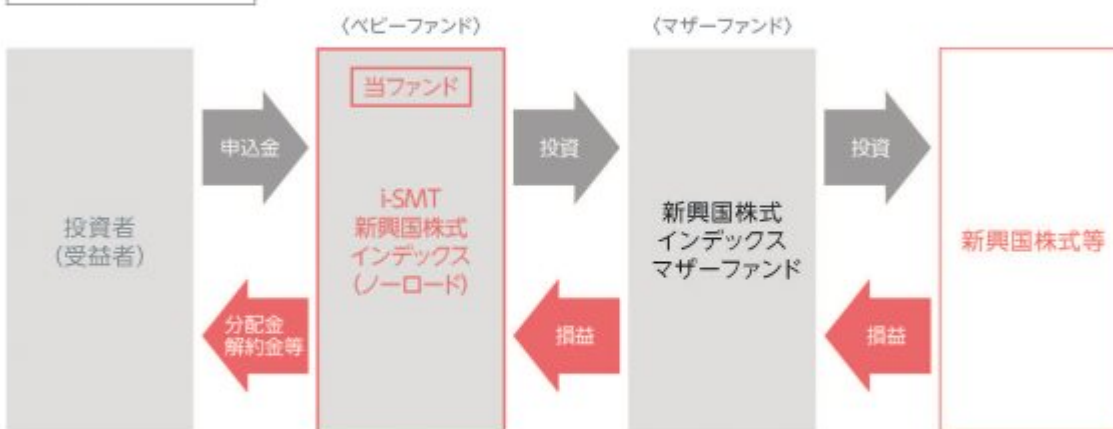 〈ベビーファンド〉
〈マザーファンド〉
当ファンド
申込金
投資
投資
投資者
(受益者)
i-SMT
新興国株式
インデックス
(ノーロード)
新興国株式
インデックス
マザーファンド
新興国株式等
分配金
解約金等
損益
損益